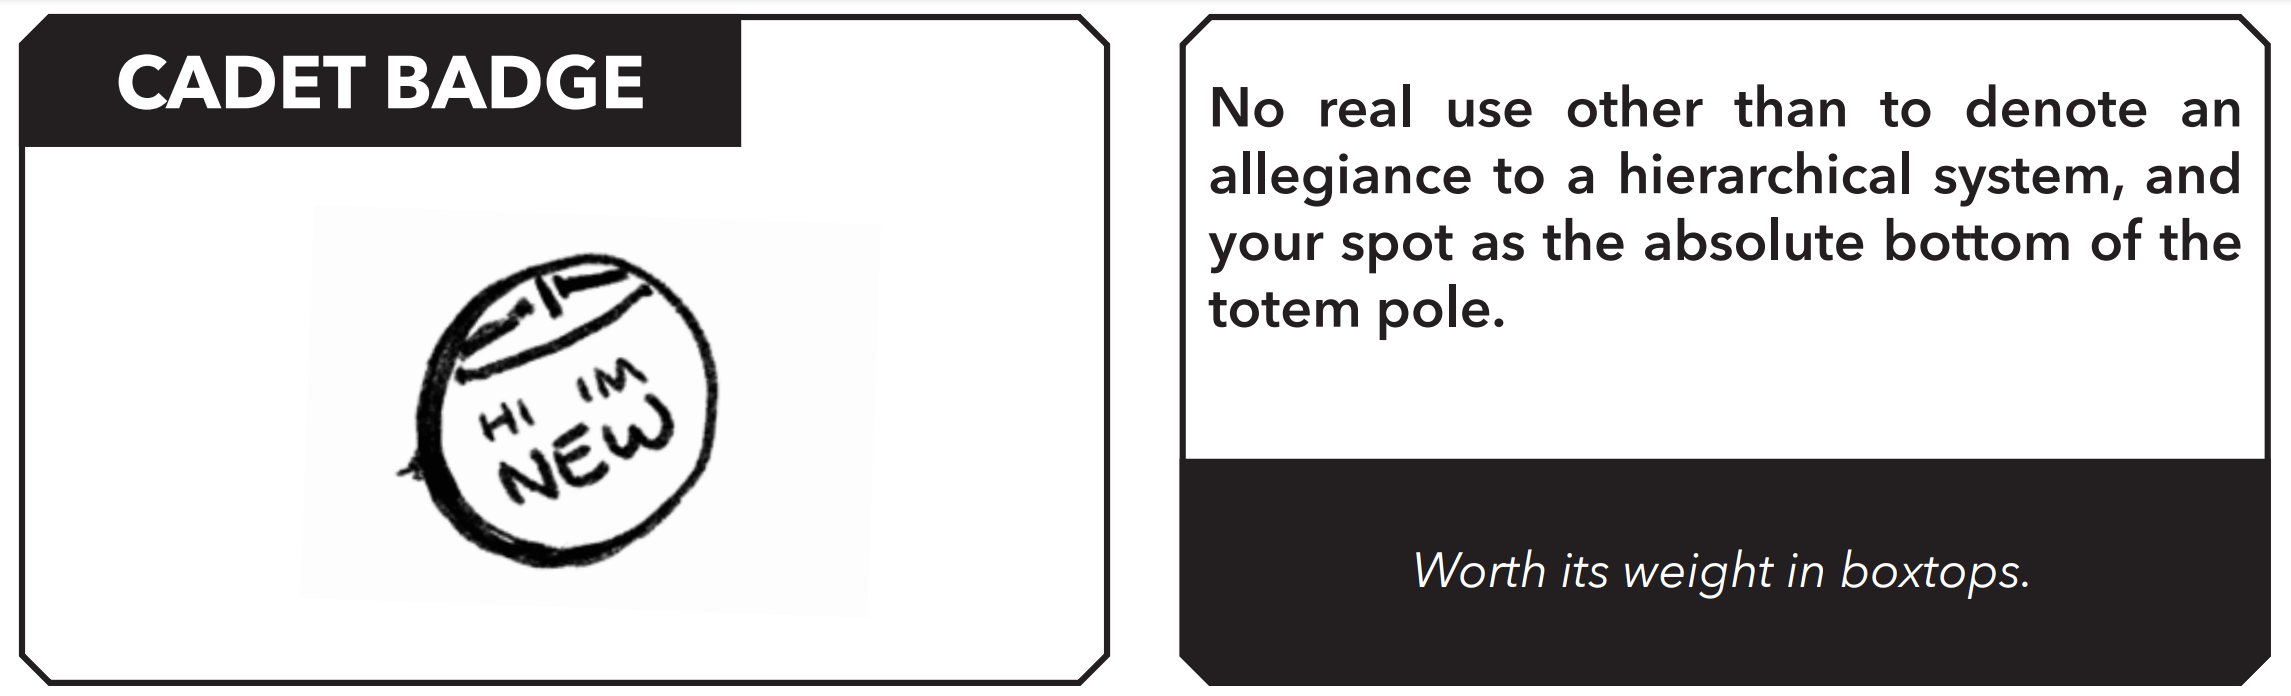 CADET BADGE
HI IM
NEW
No real use other than to denote an
allegiance to a hierarchical system, and
your spot as the absolute bottom of the
totem pole.
Worth its weight in boxtops.